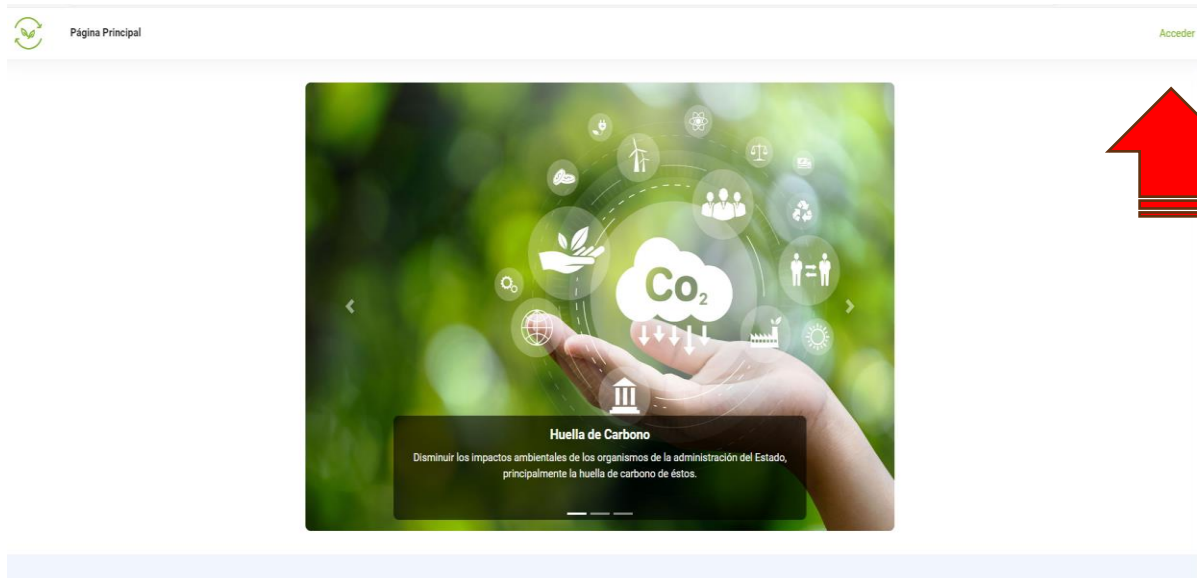 Página Principal
Acceder
Co₂
Huella de Carbono
Disminuir los impactos ambientales de los organismos de la administración del Estado,
principalmente la huella de carbono de éstos.